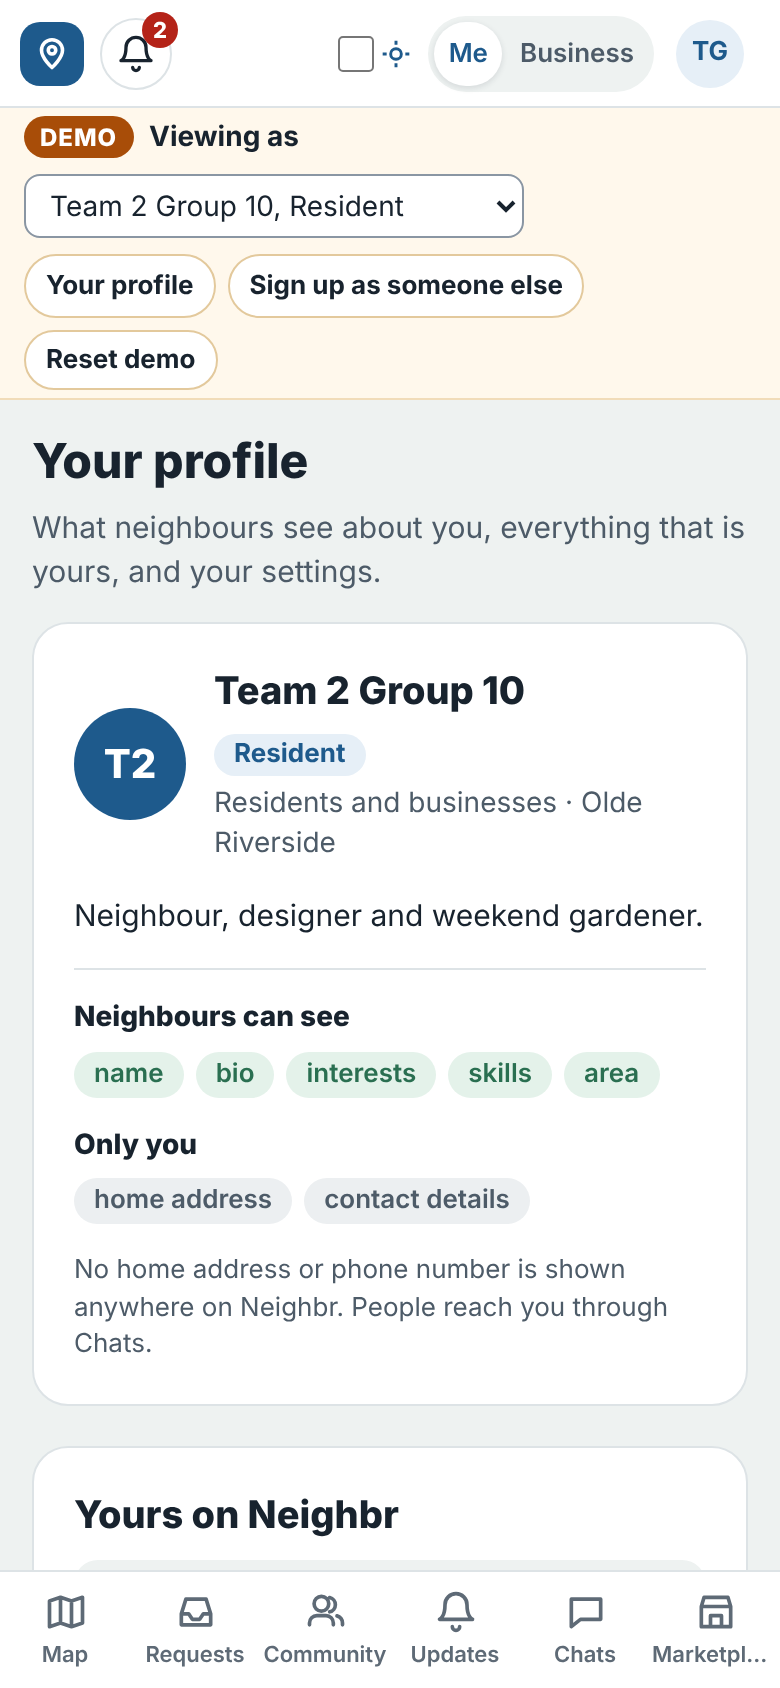 2
Me
Business
TG
DEMO
Viewing as
Team 2 Group 10, Resident
Your profile
Sign up as someone else
Reset demo
Your profile
What neighbours see about you, everything that is
yours, and your settings.
T2
Team 2 Group 10
Resident
Residents and businesses · Olde
Riverside
Neighbour, designer and weekend gardener.
Neighbours can see
name
bio
interests
skills
area
Only you
home address
contact details
No home address or phone number is shown
anywhere on Neighbr. People reach you through
Chats.
Yours on Neighbr
Map
Requests
Community
Updates
Chats
Marketpl...